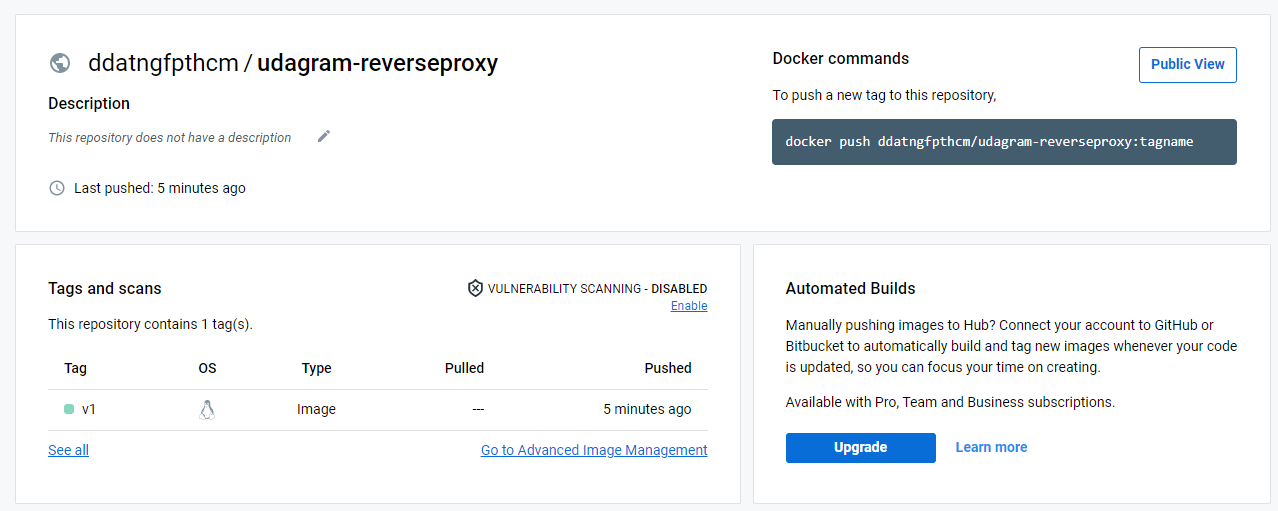 ddatngfpthcm / udagram-reverseproxy
Description
This repository does not have a description
Last pushed: 5 minutes ago
Docker commands
Public View
To push a new tag to this repository,
docker push ddatngfpthcm/udagram-reverseproxy:tagname
Tags and scans
VULNERABILITY SCANNING - DISABLED
Enable
This repository contains 1 tag(s).
Tag OS Type Pulled Pushed
v1 Image --- 5 minutes ago
See all Go to Advanced Image Management
Automated Builds
Manually pushing images to Hub? Connect your account to GitHub or
Bitbucket to automatically build and tag new images whenever your code
is updated, so you can focus your time on creating.
Available with Pro, Team and Business subscriptions.
Upgrade Learn more